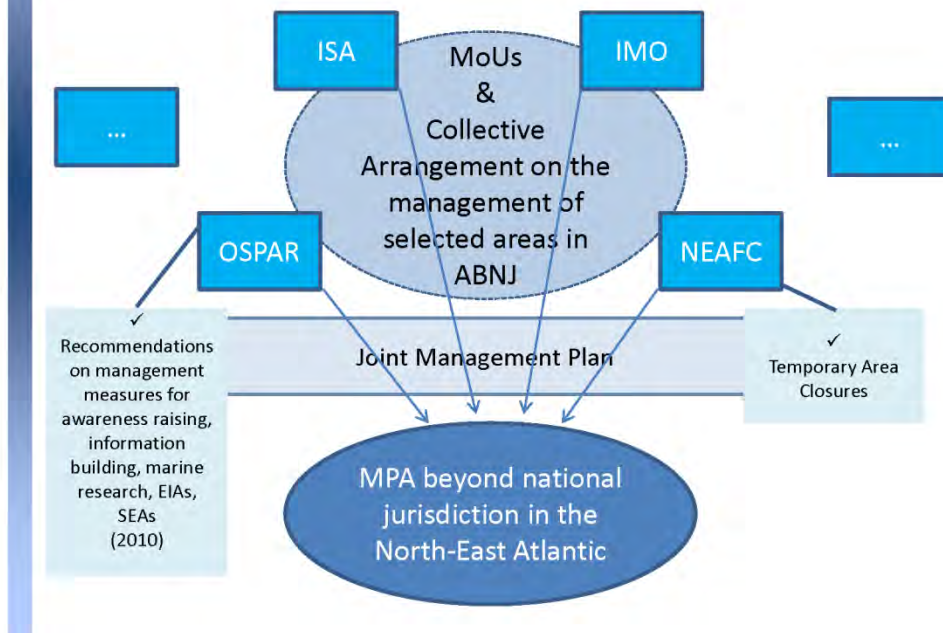 ISA
IMO
MoUs
&
Collective
Arrangement on the
management of
selected areas in
ABNJ
...
...
OSPAR
NEAFC
✓
Recommendations
on management
measures for
awareness raising,
information
building, marine
research, EIAs,
SEAs
(2010)
Joint Management Plan
✓
Temporary Area
Closures
MPA beyond national
jurisdiction in the
North-East Atlantic